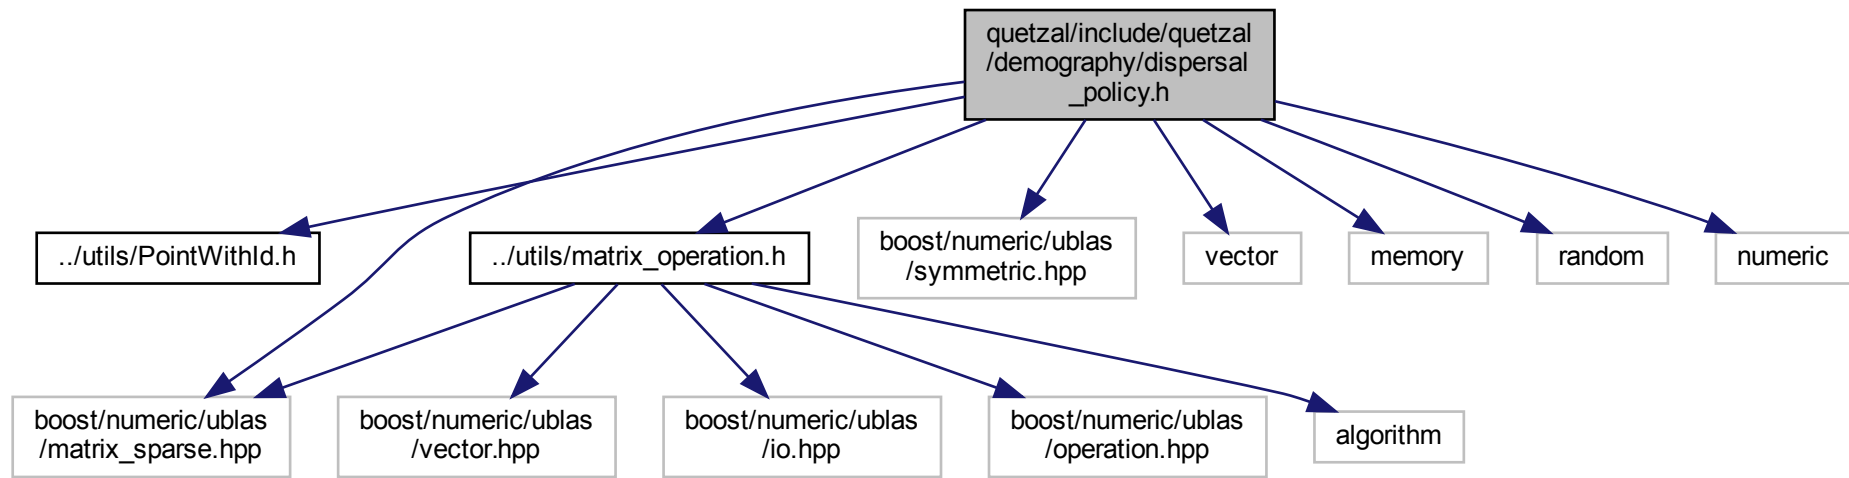 quetzal/include/quetzal
/demography/dispersal
_policy.h
../utils/PointWithId.h
../utils/matrix_operation.h
boost/numeric/ublas
/symmetric.hpp
vector
memory
random
numeric
boost/numeric/ublas
/matrix_sparse.hpp
boost/numeric/ublas
/vector.hpp
boost/numeric/ublas
/io.hpp
boost/numeric/ublas
/operation.hpp
algorithm